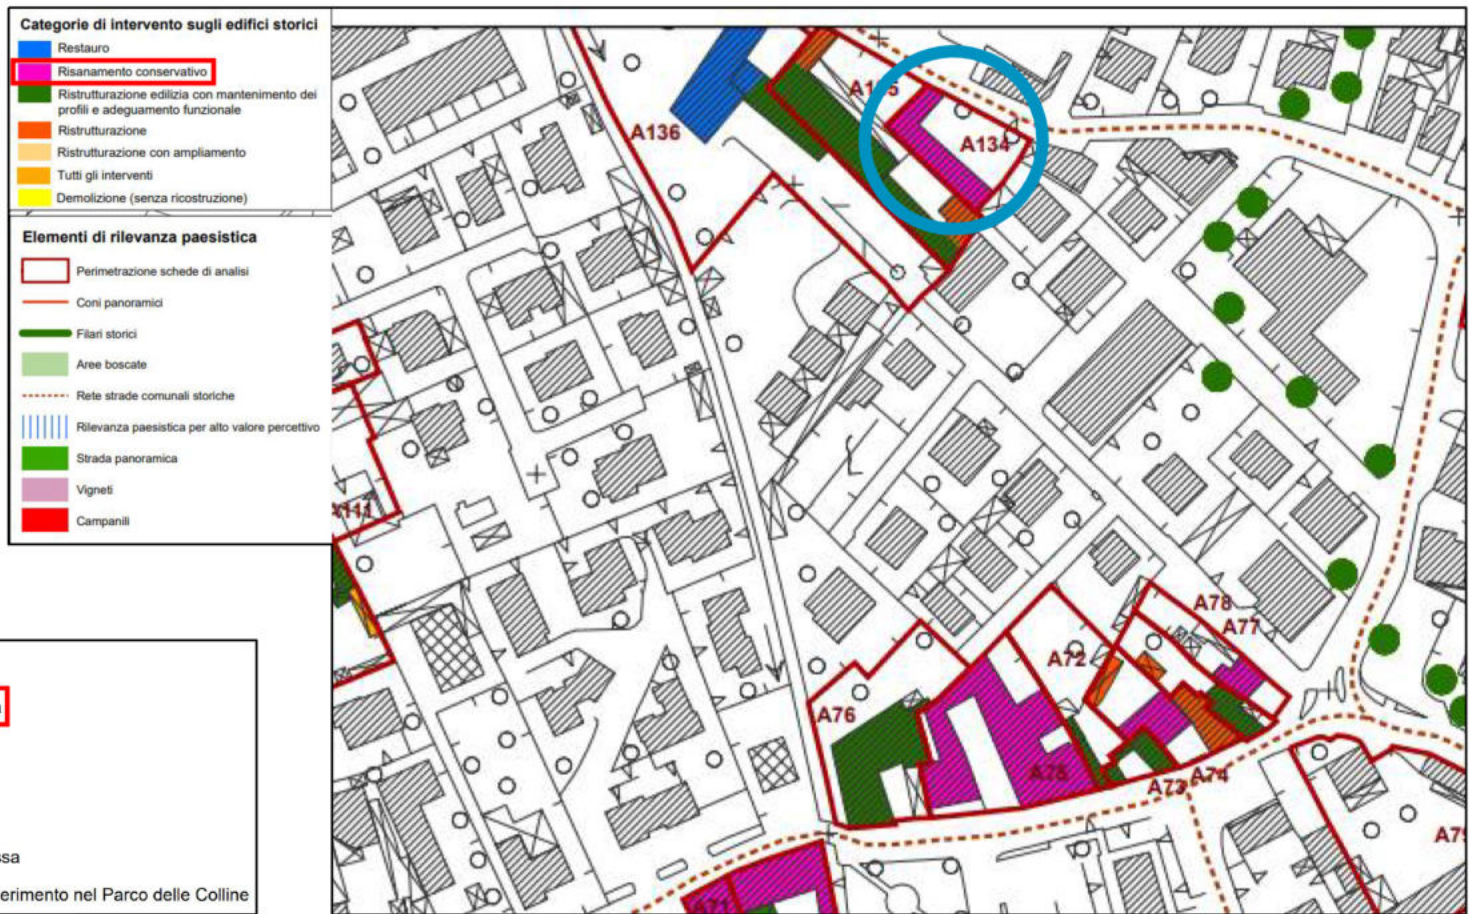 Categorie di intervento sugli edifici storici
Restauro
Risanamento conservativo
Ristrutturazione edilizia con mantenimento dei
profili e adeguamento funzionale
Ristrutturazione
Ristrutturazione con ampliamento
Tutti gli interventi
Demolizione (senza ricostruzione)
Elementi di rilevanza paesistica
Perimetrazione schede di analisi
Coni panoramici
Filari storici
Aree boscate
Rete strade comunali storiche
Rilevanza paesistica per alto valore percettivo
Strada panoramica
Vigneti
Campanili
ssa
erimento nel Parco delle Colline
A136
A134
A111
A78
A77
A72
A76
A73
A74
A71